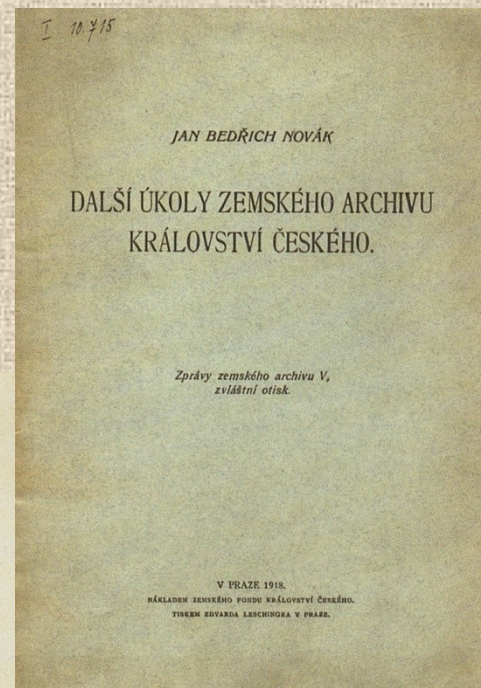 I 10.715
JAN BEDŘICH NOVÁK
DALŠÍ ÚKOLY ZEMSKÉHO ARCHIVU
KRÁLOVSTVÍ ČESKÉHO.
Zprávy zemského archivu V,
zvláštní otisk.
V PRAZE 1918.
NÁKLADEM ZEMSKÉHO FONDU KRÁLOVSTVÍ ČESKÉHO.
TISKEM EDVARDA LESCHINGRA V PRAZE.